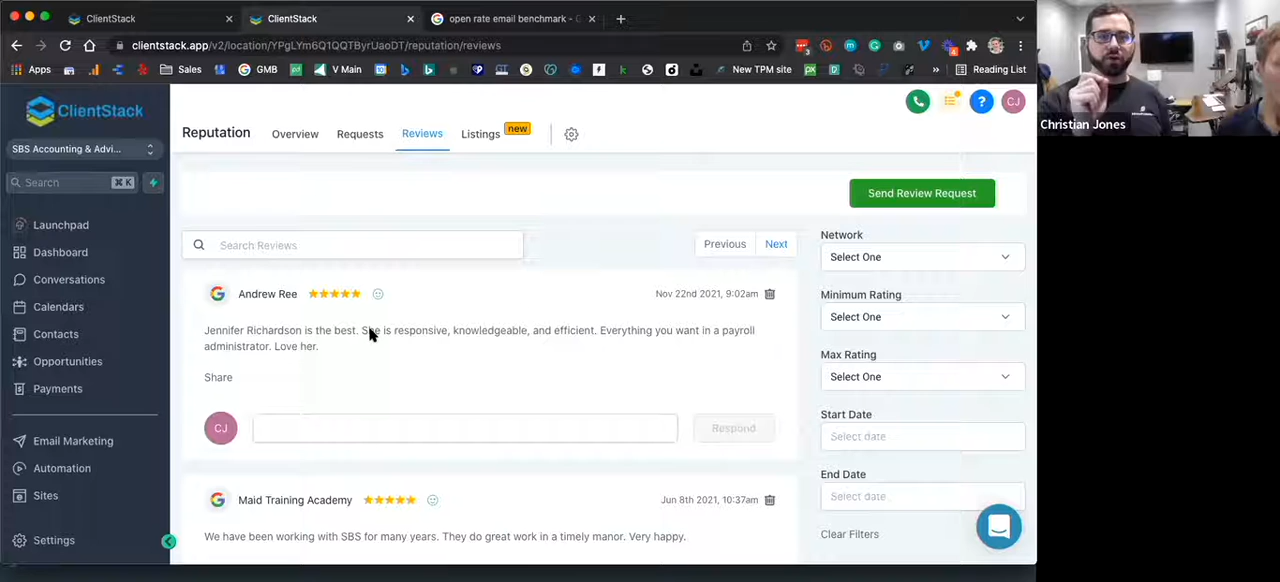 ClientStack
ClientStack
open rate email benchmark - G
clientstack.app/v2/location/YPgLYm6Q1QQTByrUaoDT/reputation/reviews
Apps
Sales
GMB
V Main
New TPM site
Reading List
Christian Jones
ClientStack
SBS Accounting & Advi...
Search
⌘ K
Launchpad
Dashboard
Conversations
Calendars
Contacts
Opportunities
Payments
Email Marketing
Automation
Sites
Settings
CJ
Reputation
Overview
Requests
Reviews
Listings new
Send Review Request
Search Reviews
Previous
Next
Andrew Ree
Nov 22nd 2021, 9:02am
Jennifer Richardson is the best. She is responsive, knowledgeable, and efficient. Everything you want in a payroll
administrator. Love her.
Share
CJ
Respond
Maid Training Academy
Jun 8th 2021, 10:37am
We have been working with SBS for many years. They do great work in a timely manor. Very happy.
Network
Select One
Minimum Rating
Select One
Max Rating
Select One
Start Date
Select date
End Date
Select date
Clear Filters